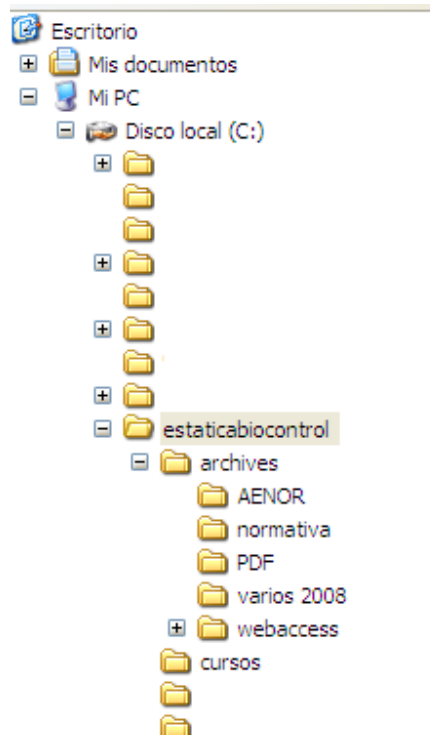 Escritorio
Mis documentos
Mi PC
Disco local (C:)
estaticabiocontrol
archives
AENOR
normativa
PDF
varios 2008
webaccess
cursos